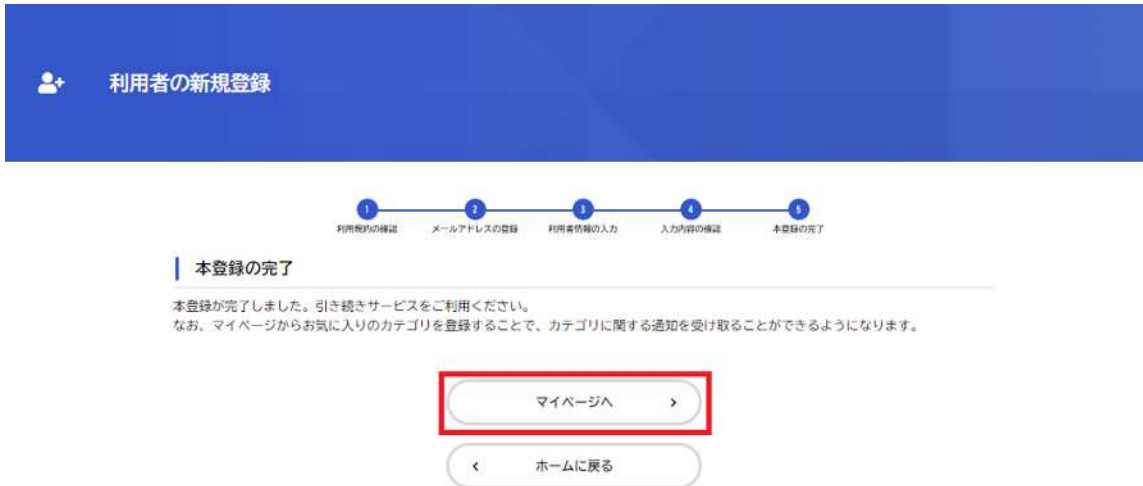 利用者の新規登録
1 2 3 4 5
利用規約の確認 メールアドレスの登録 利用者情報の入力 入力内容の確認 本登録の完了
本登録の完了
本登録が完了しました。引き続きサービスをご利用ください。
なお、マイページからお気に入りのカテゴリを登録することで、カテゴリに関する通知を受け取ることができるようになります。
マイページへ
ホームに戻る